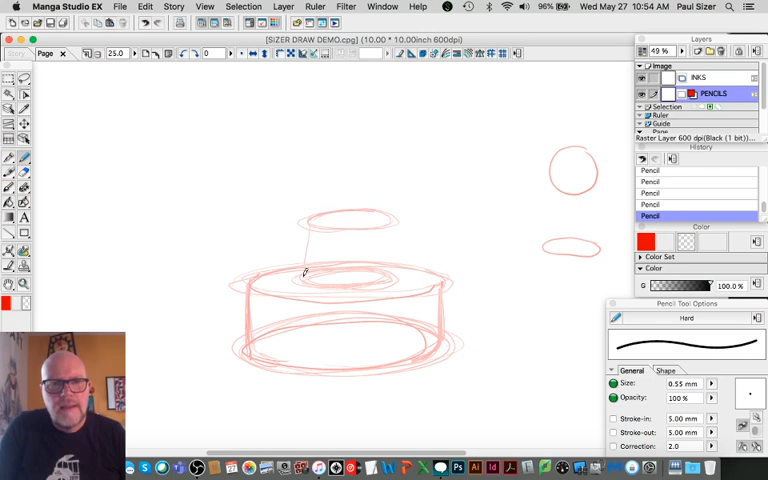 Manga Studio EX File Edit Story View Selection Layer Ruler Filter Window Help 96% Wed May 27 10:54 AM Paul Sizer
[SIZER DRAW DEMO.cpg] (10.00 * 10.00inch 600dpi)
Story Page 25.0 0
Layers
49 %
Image
INKS
PENCILS
Selection
Ruler
Guide
Raster Layer 600 dpi(Black (1 bit))...
History
Pencil
Pencil
Pencil
Pencil
Pencil
Color
Color Set
Color
G 100.0 %
Pencil Tool Options
Hard
General Shape
Size: 0.55 mm
Opacity: 100 %
Stroke-in: 5.00 mm
Stroke-out: 5.00 mm
Correction: 2.0